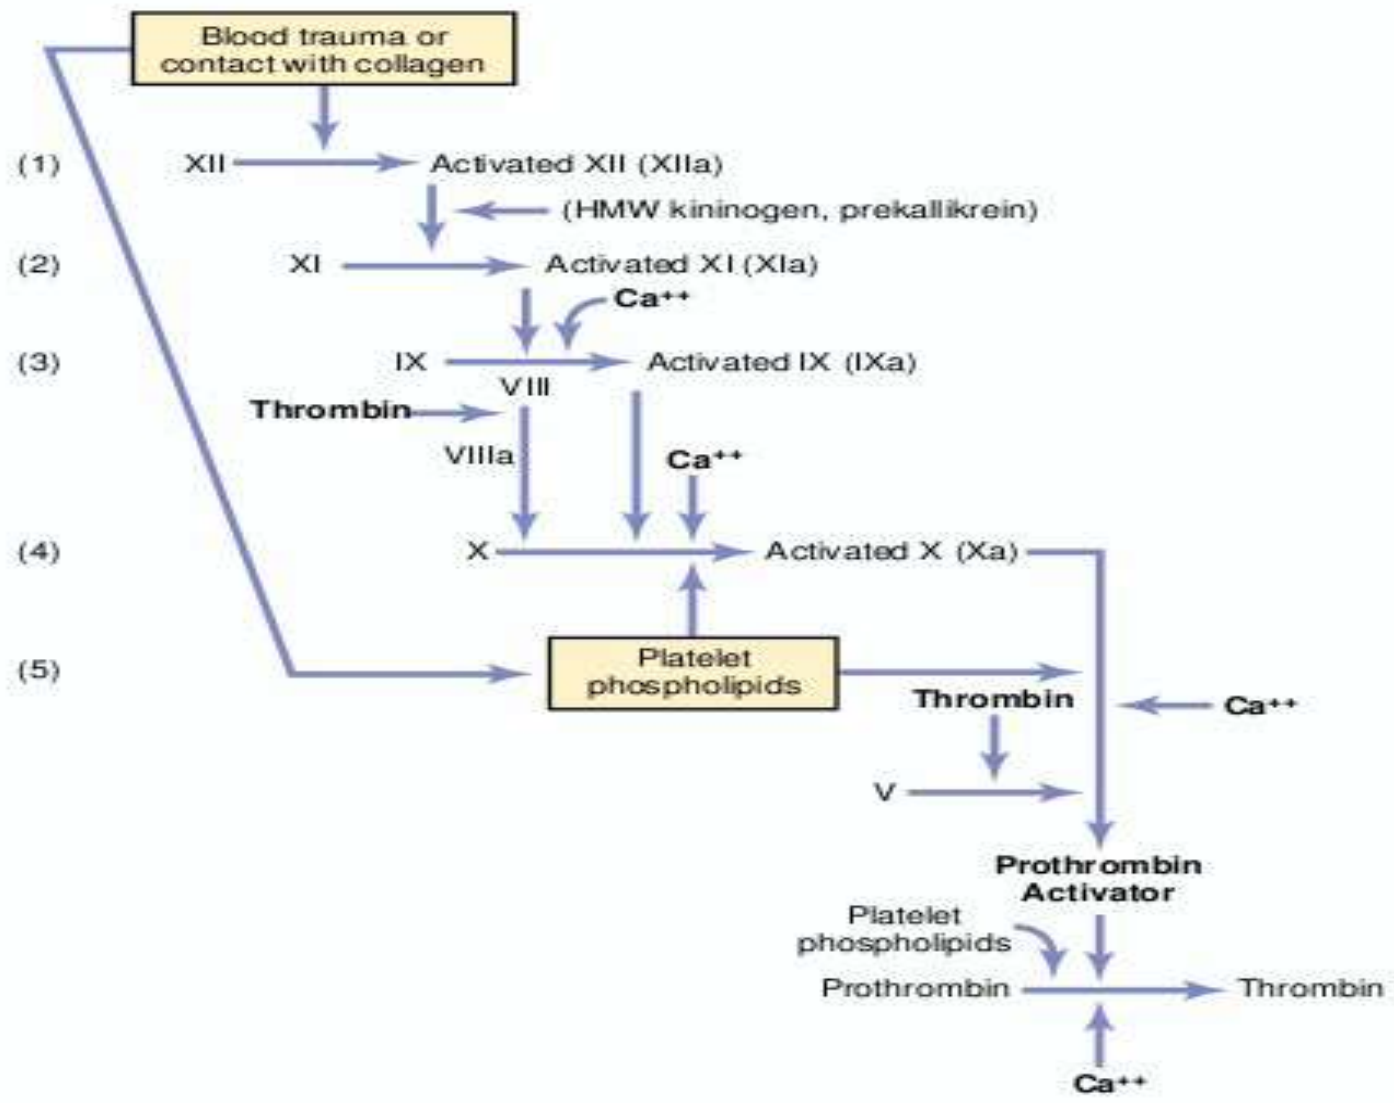 Blood trauma or
contact with collagen
(1) XII Activated XII (XIIa)
(HMW kininogen, prekallikrein)
(2) XI Activated XI (XIa)
Ca++
(3) IX Activated IX (IXa)
VIII
Thrombin
VIIIa Ca++
(4) X Activated X (Xa)
(5) Platelet
phospholipids
Thrombin Ca++
V
Prothrombin
Activator
Platelet
phospholipids
Prothrombin Thrombin
Ca++